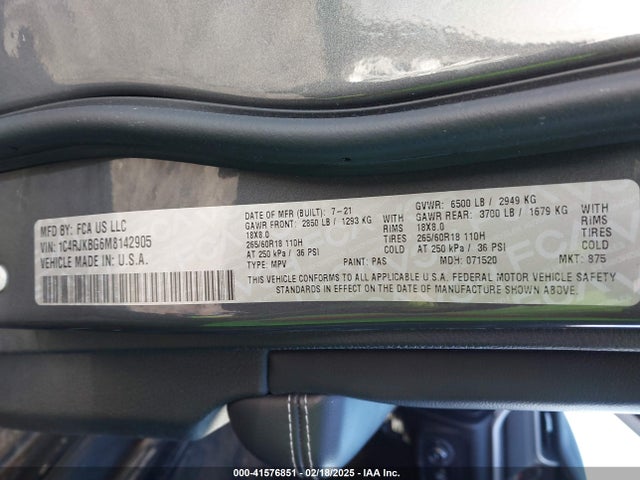 MFD BY: FCA US LLC
VIN: 1C4RJKBG6M8142905
VEHICLE MADE IN: U.S.A.
DATE OF MFR (BUILT): 7-21
GAWR FRONT: 2850 LB / 1293 KG WITH
18X8.0 RIMS
265/60R18 110H TIRES
AT 250 kPa / 36 PSI COLD
GVWR: 6500 LB / 2949 KG
GAWR REAR: 3700 LB / 1679 KG WITH
18X8.0 RIMS
265/60R18 110H TIRES
AT 250 kPa / 36 PSI COLD
TYPE: MPV PAINT: PAS MDH: 071520 MKT: 975
THIS VEHICLE CONFORMS TO ALL APPLICABLE U.S.A. FEDERAL MOTOR VEHICLE SAFETY
STANDARDS IN EFFECT ON THE DATE OF MANUFACTURE SHOWN ABOVE.
000-41576851 - 02/18/2025 - IAA Inc.